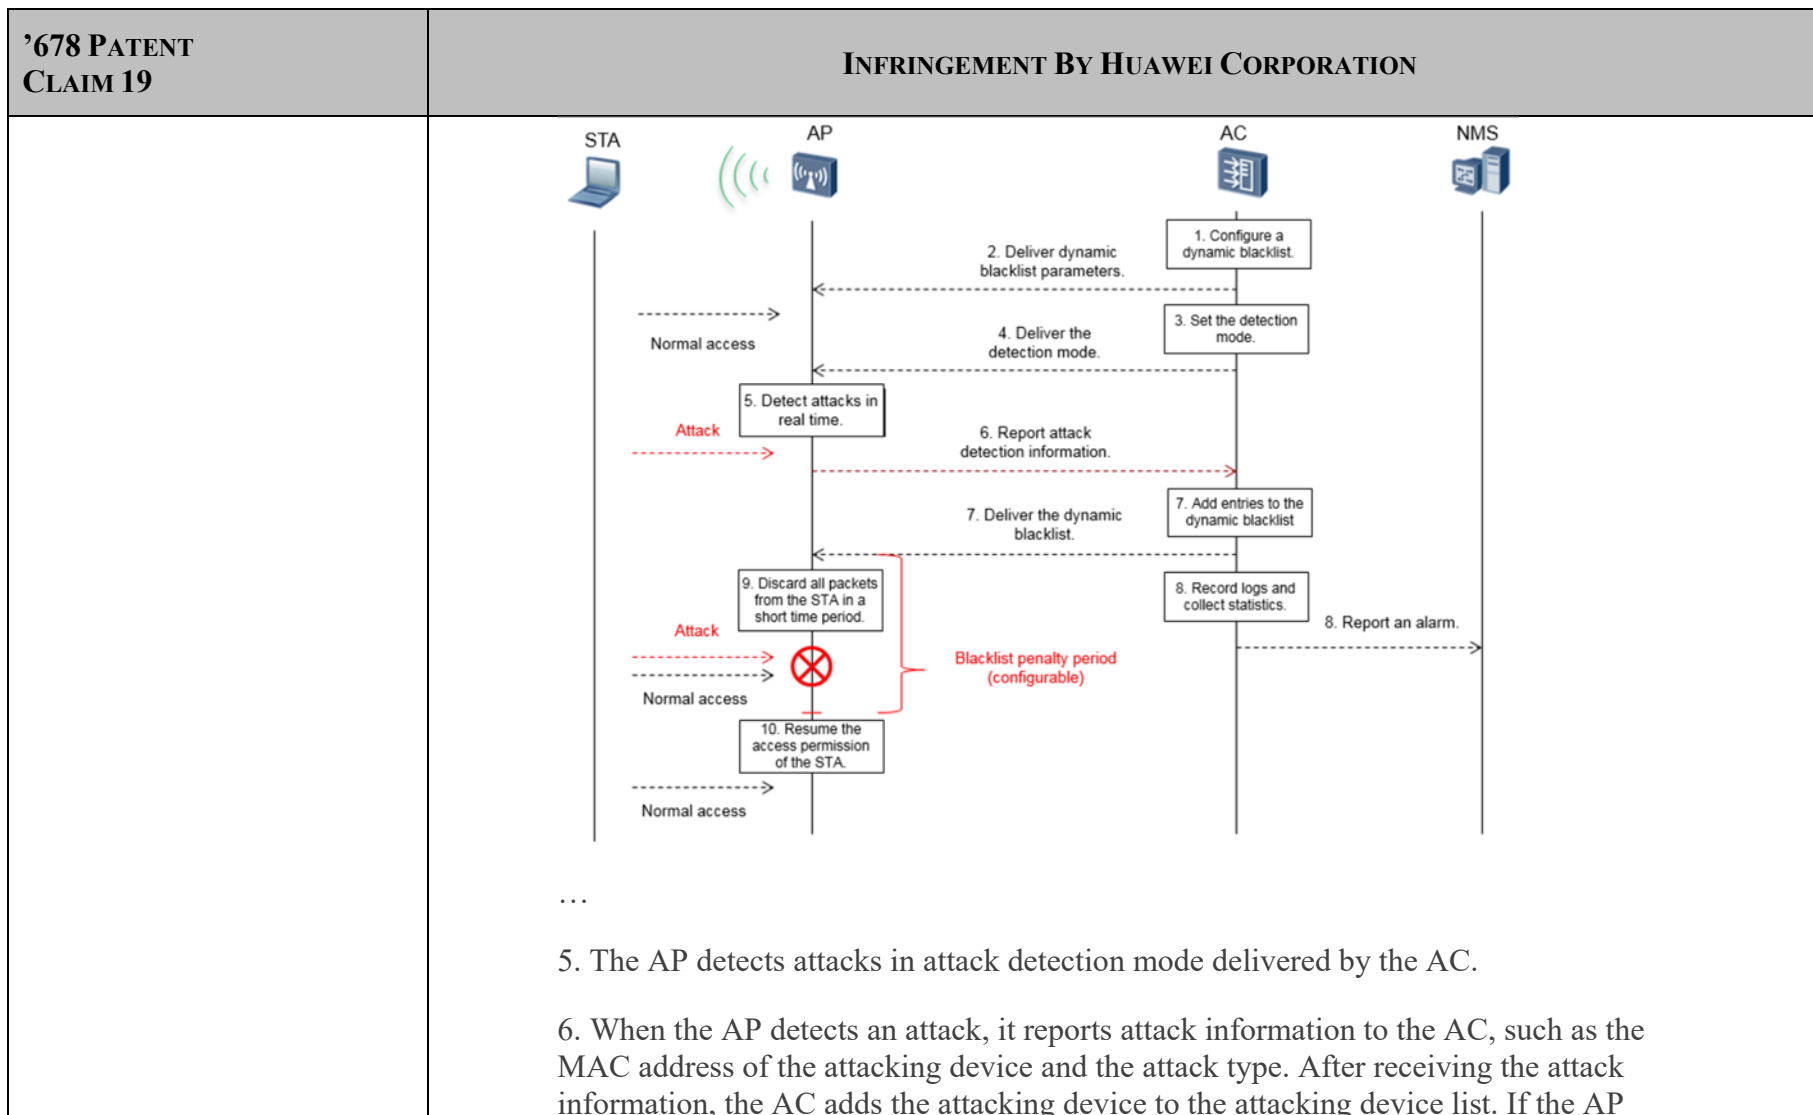 ’678 PATENT
CLAIM 19
INFRINGEMENT BY HUAWEI CORPORATION
STA
AP
AC
NMS
1. Configure a
dynamic blacklist.
2. Deliver dynamic
blacklist parameters.
3. Set the detection
mode.
Normal access
4. Deliver the
detection mode.
5. Detect attacks in
real time.
Attack
6. Report attack
detection information.
7. Add entries to the
dynamic blacklist
7. Deliver the dynamic
blacklist.
9. Discard all packets
from the STA in a
short time period.
8. Record logs and
collect statistics.
8. Report an alarm.
Attack
Blacklist penalty period
(configurable)
Normal access
10. Resume the
access permission
of the STA.
Normal access
…
5. The AP detects attacks in attack detection mode delivered by the AC.
6. When the AP detects an attack, it reports attack information to the AC, such as the
MAC address of the attacking device and the attack type. After receiving the attack
information, the AC adds the attacking device to the attacking device list. If the AP